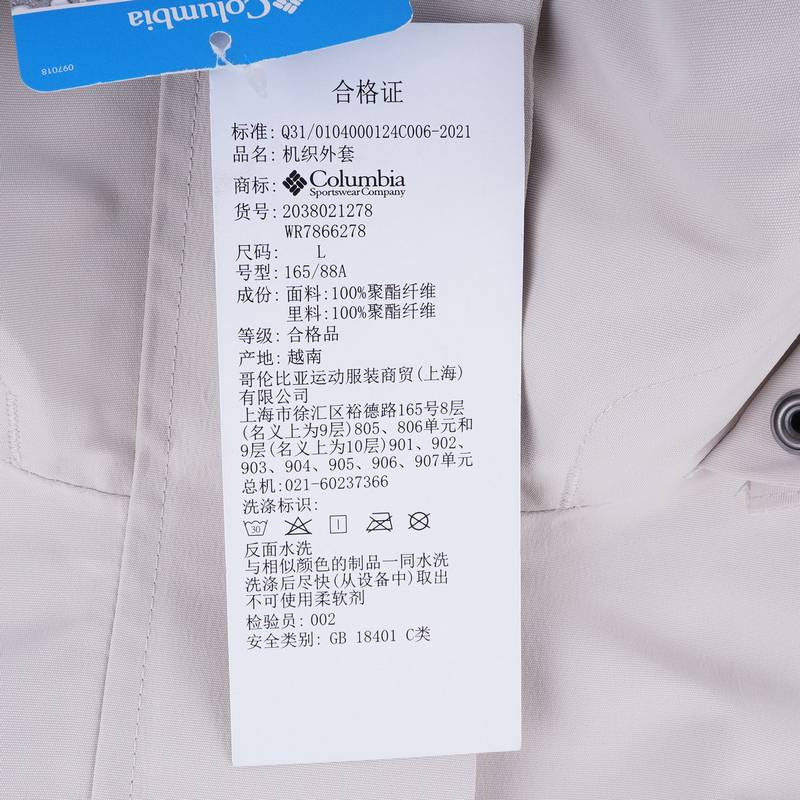 Columbia
097018
合格证
标准: Q31/0104000124C006-2021
品名: 机织外套
商标: Columbia
Sportswear Company
货号: 2038021278
WR7866278
尺码: L
号型: 165/88A
成份: 面料:100%聚酯纤维
里料:100%聚酯纤维
等级: 合格品
产地: 越南
哥伦比亚运动服装商贸(上海)
有限公司
上海市徐汇区裕德路165号8层
(名义上为9层)805、806单元和
9层(名义上为10层)901、902、
903、904、905、906、907单元
总机:021-60237366
洗涤标识:
30
反面水洗
与相似颜色的制品一同水洗
洗涤后尽快(从设备中)取出
不可使用柔软剂
检验员: 002
安全类别: GB 18401 C类